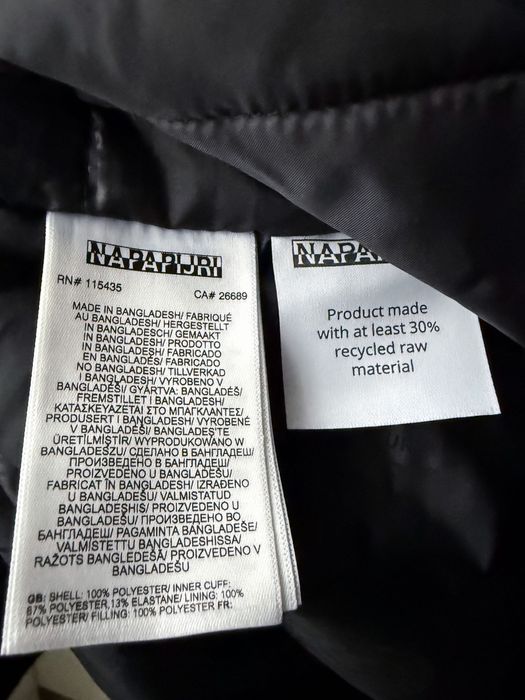 NAPAPIJRI
RN# 115435
CA# 26689
MADE IN BANGLADESH/ FABRIQUÉ
AU BANGLADESH/ HERGESTELLT
IN BANGLADESCH/ GEMAAKT
IN BANGLADESH/ PRODOTTO
IN BANGLADESH/ FABRICADO
EN BANGLADÉS/ FABRICADO
NO BANGLADESH/ TILLVERKAD
I BANGLADESH/ VYROBENO V
BANGLADÉŠI/ GYÁRTVA: BANGLADÉS/
FREMSTILLET I BANGLADESH/
ΚΑΤΑΣΚΕΥΑΖΕΤΑΙ ΣΤΟ ΜΠΑΓΚΛΑΝΤΕΣ/
PRODUSERT I BANGLADESH/ VYROBENÉ
V BANGLADÉŠI/ BANGLADEŞ'TE
ÜRETİLMİŞTİR/ WYPRODUKOWANO W
BANGLADESZU/ СДЕЛАНО В БАНГЛАДЕШ/
ПРОИЗВЕДЕНО В БАНГЛАДЕШ/
PROIZVEDENO U BANGLADEŠU/
FABRICAT ÎN BANGLADESH/ IZRAĐENO
U BANGLADEŠU/ VALMISTATUD
BANGLADESHIS/ PROIZVEDENO U
BANGLADEŠU/ ПРОИЗВЕДЕНО ВО
БАНГЛАДЕШ/ PAGAMINTA BANGLADEŠE/
VALMISTETTU BANGLADESHISSA/
RAŽOTS BANGLEDĒŠĀ/ PROIZVEDENO V
BANGLADEŠU
GB: SHELL: 100% POLYESTER/ INNER CUFF:
87% POLYESTER,13% ELASTANE/ LINING: 100%
POLYESTER/ FILLING: 100% POLYESTER FR:
NAPA
Product made
with at least 30%
recycled raw
material